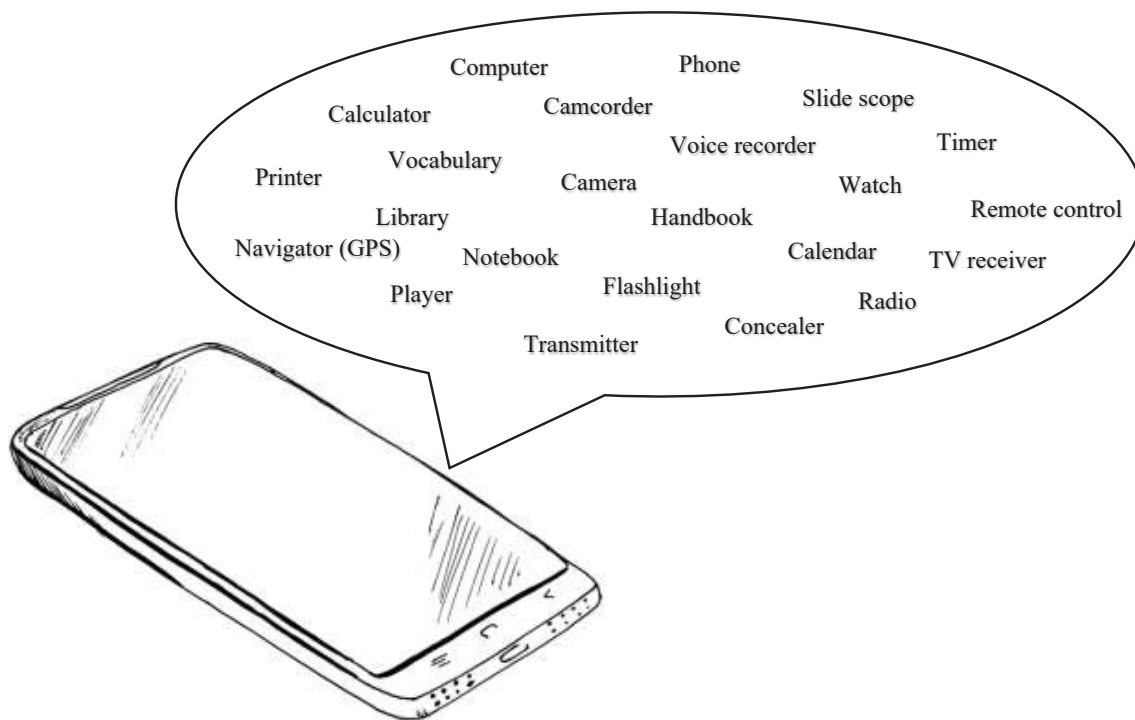 Computer
Phone
Slide scope
Calculator
Camcorder
Voice recorder
Timer
Vocabulary
Printer
Camera
Watch
Library
Handbook
Remote control
Navigator (GPS)
Notebook
Calendar
TV receiver
Player
Flashlight
Radio
Transmitter
Concealer